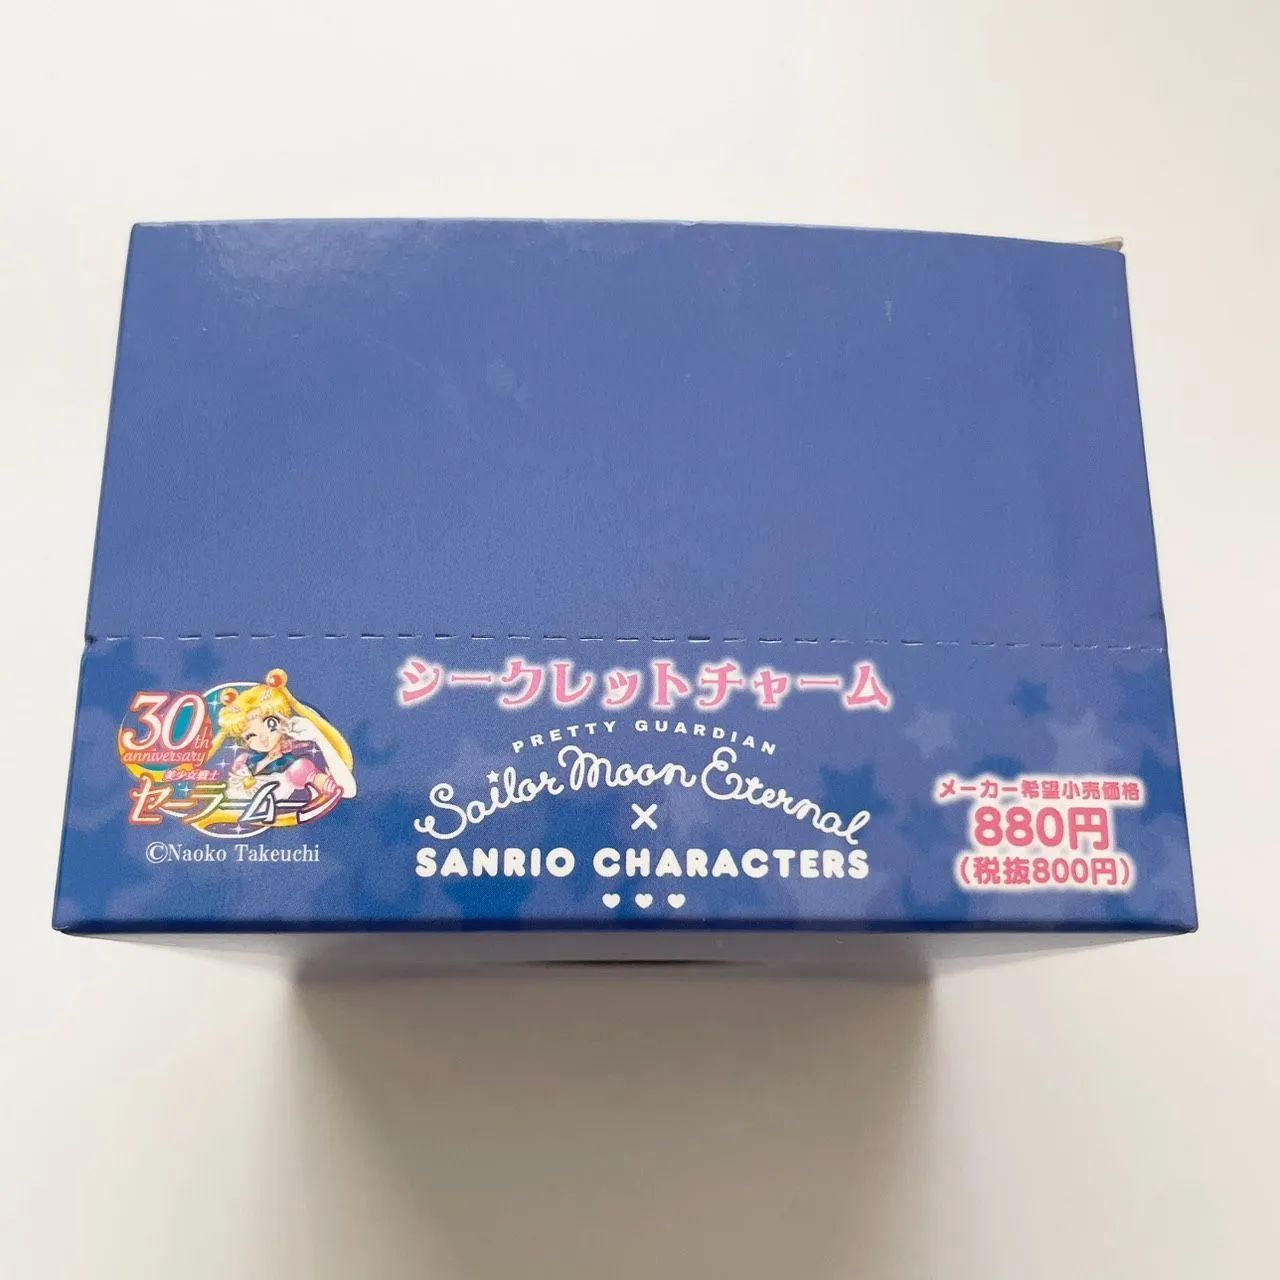 シークレットチャーム
PRETTY GUARDIAN
Sailor Moon Eternal
×
SANRIO CHARACTERS
30th
anniversary
美少女戦士
セーラームーン
©Naoko Takeuchi
メーカー希望小売価格
880円
(税抜800円)